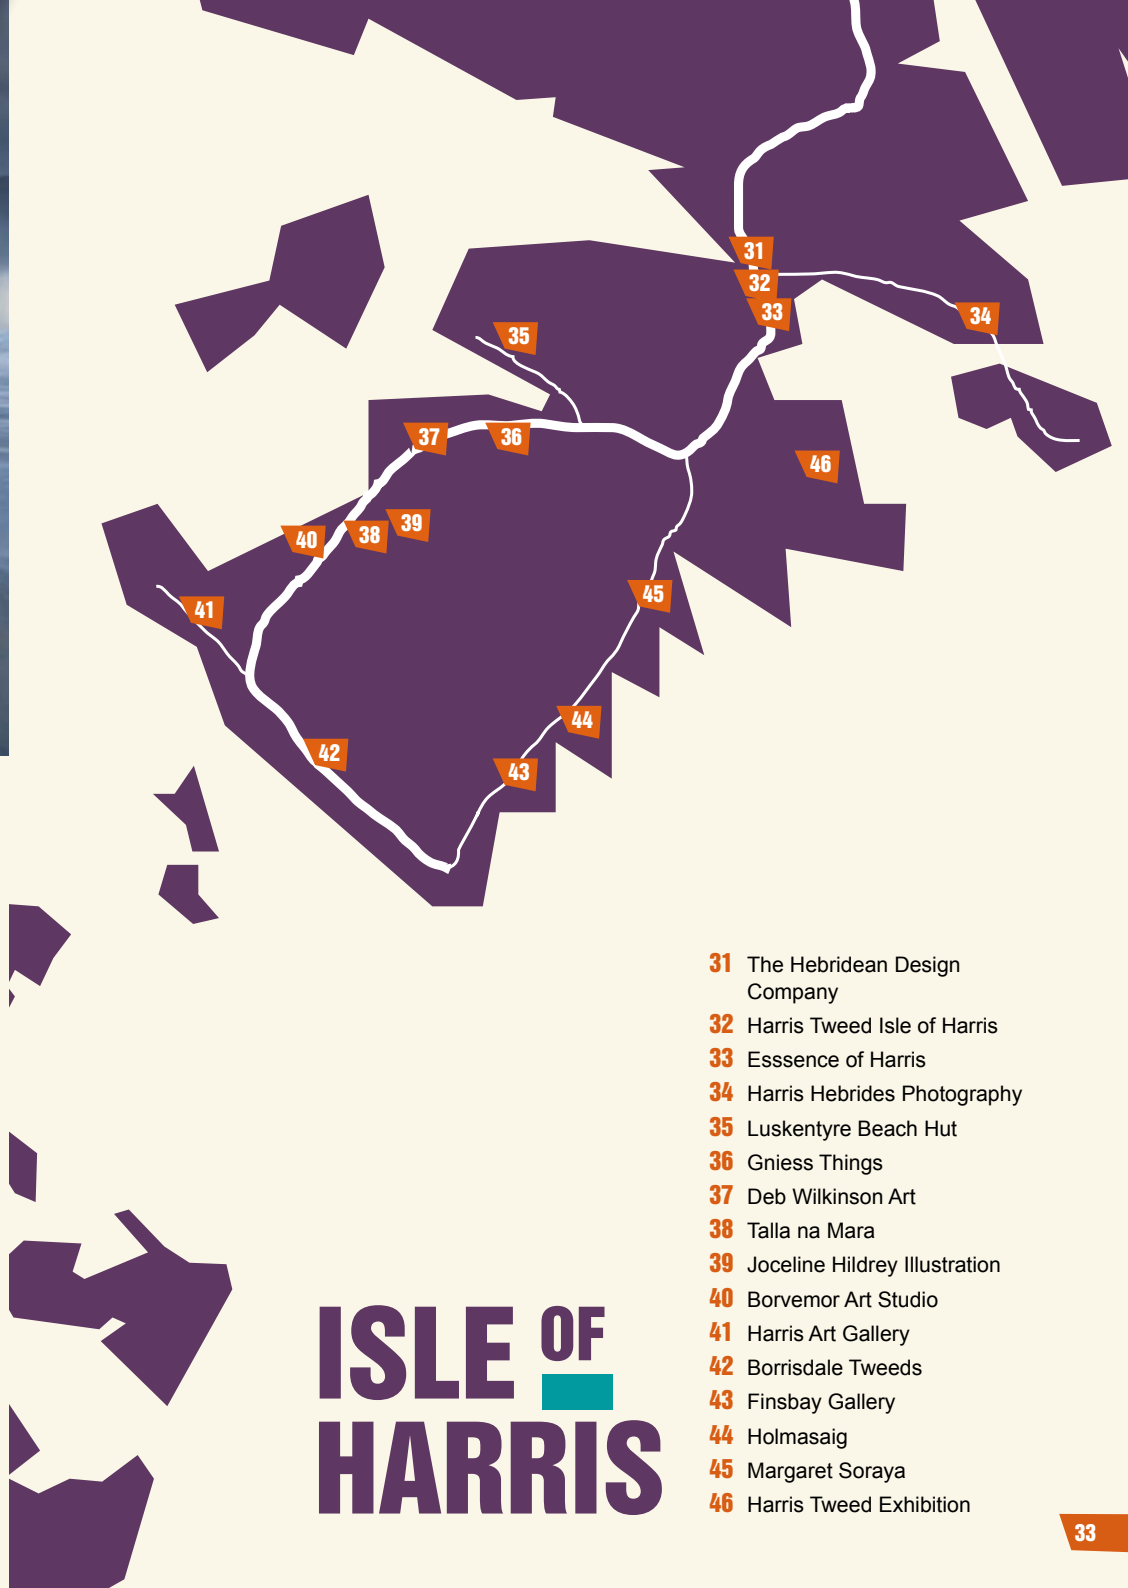 31
32
33
34
35
36
37
38
39
40
41
42
43
44
45
46
31 The Hebridean Design
Company
32 Harris Tweed Isle of Harris
33 Esssence of Harris
34 Harris Hebrides Photography
35 Luskentyre Beach Hut
36 Gniess Things
37 Deb Wilkinson Art
38 Talla na Mara
39 Joceline Hildrey Illustration
40 Borvemor Art Studio
41 Harris Art Gallery
42 Borrisdale Tweeds
43 Finsbay Gallery
44 Holmasaig
45 Margaret Soraya
46 Harris Tweed Exhibition
ISLE OF
HARRIS
33